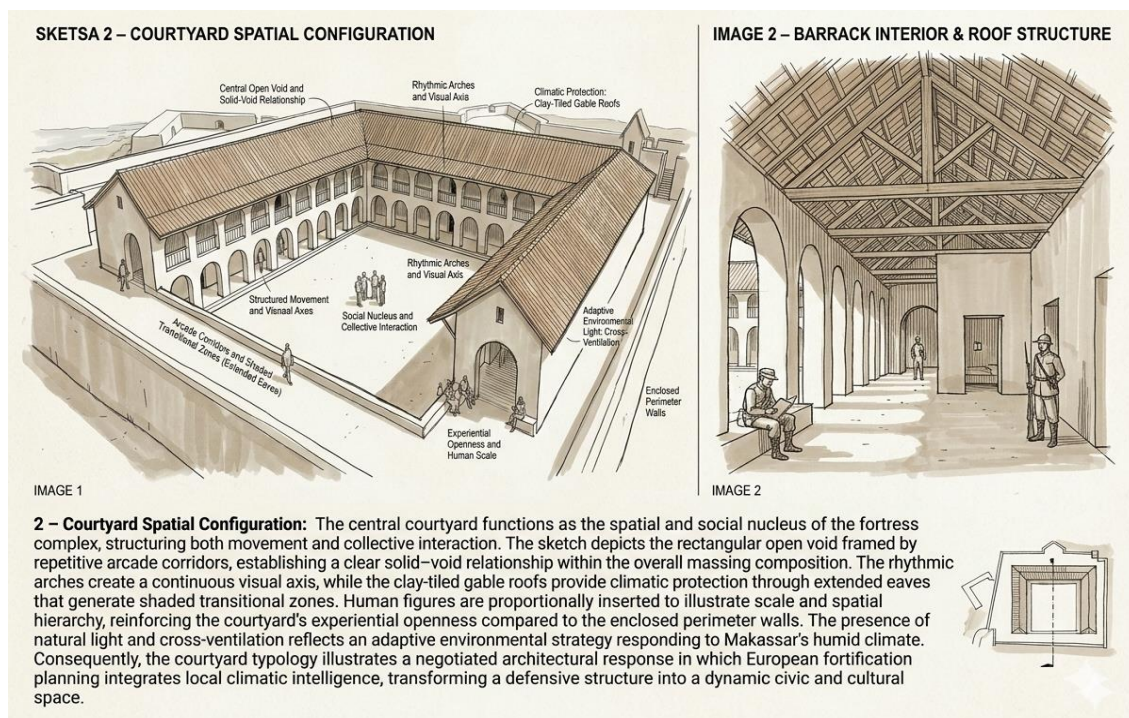 SKETSA 2 – COURTYARD SPATIAL CONFIGURATION
Central Open Void and
Solid-Void Relationship
Rhythmic Arches
and Visual Axis
Climatic Protection:
Clay-Tiled Gable Roofs
Rhythmic Arches
and Visual Axis
Structured Movement
and Visnaal Axes
Social Nucleus and
Collective Interaction
Adaptive
Environmental
Light: Cross-
Ventilation
Arcade Corridors and Shaded
Transitional Zones (Extended Eares)
Enclosed
Perimeter
Walls
Experiential
Openness and
Human Scale
IMAGE 1
IMAGE 2 – BARRACK INTERIOR & ROOF STRUCTURE
IMAGE 2
2 – Courtyard Spatial Configuration: The central courtyard functions as the spatial and social nucleus of the fortress
complex, structuring both movement and collective interaction. The sketch depicts the rectangular open void framed by
repetitive arcade corridors, establishing a clear solid–void relationship within the overall massing composition. The rhythmic
arches create a continuous visual axis, while the clay-tiled gable roofs provide climatic protection through extended eaves
that generate shaded transitional zones. Human figures are proportionally inserted to illustrate scale and spatial
hierarchy, reinforcing the courtyard's experiential openness compared to the enclosed perimeter walls. The presence of
natural light and cross-ventilation reflects an adaptive environmental strategy responding to Makassar's humid climate.
Consequently, the courtyard typology illustrates a negotiated architectural response in which European fortification
planning integrates local climatic intelligence, transforming a defensive structure into a dynamic civic and cultural
space.